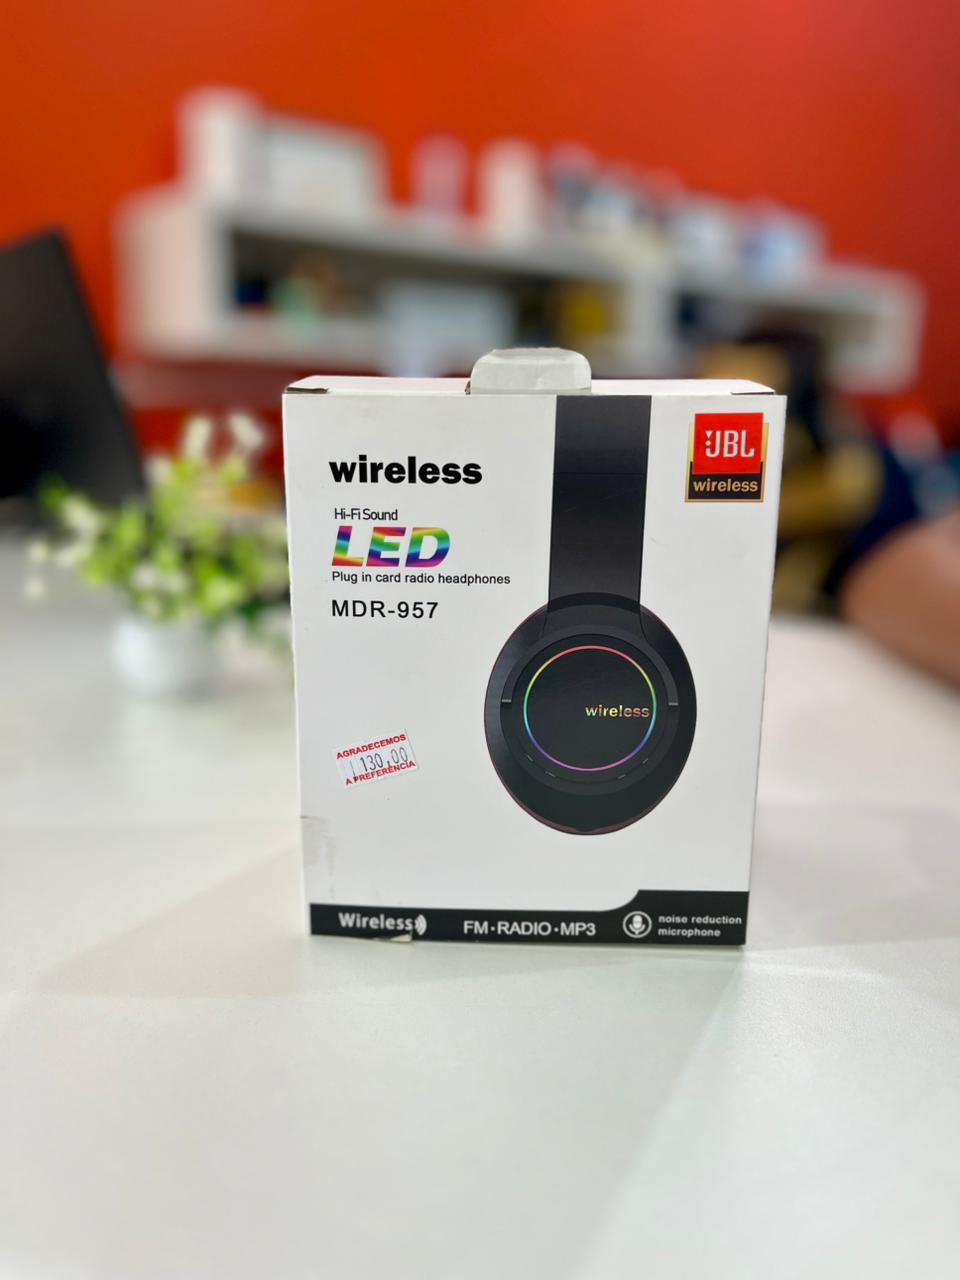 JBL
wireless
wireless
Hi-Fi Sound
LED
Plug in card radio headphones
MDR-957
wireless
AGRADECEMOS
130,00
A PREFERÊNCIA
Wireless
FM·RADIO·MP3
noise reduction
microphone